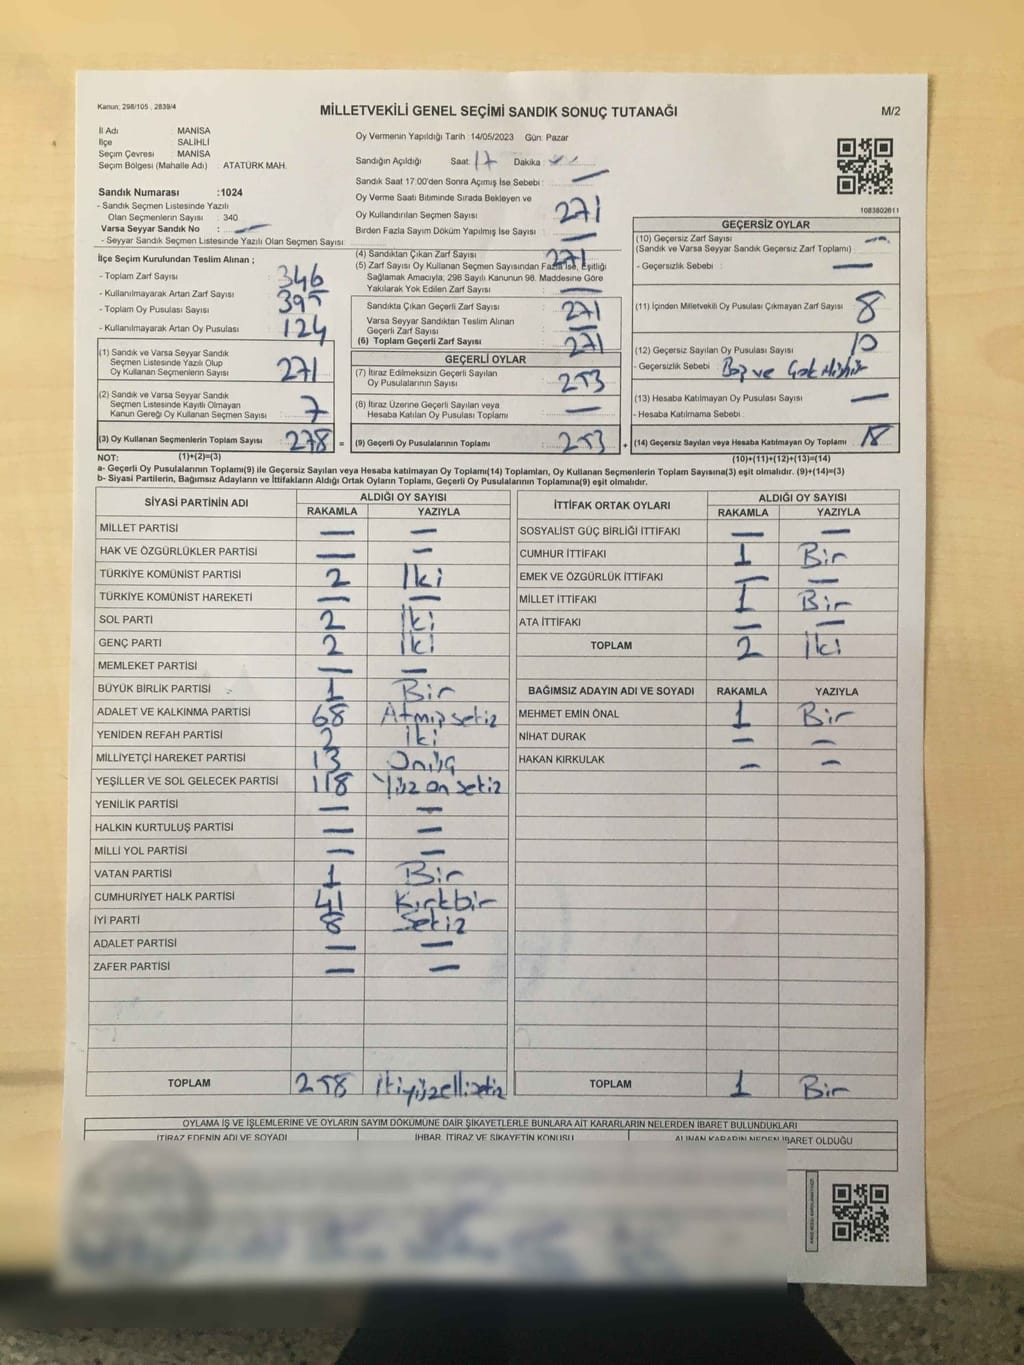 Kanun: 298/105 , 2839/4
MİLLETVEKİLİ GENEL SEÇİMİ SANDIK SONUÇ TUTANAĞI
M/2
İl Adı : MANİSA
İlçe : SALİHLİ
Seçim Çevresi : MANİSA
Seçim Bölgesi (Mahalle Adı) : ATATÜRK MAH.
Sandık Numarası :1024
- Sandık Seçmen Listesinde Yazılı
Olan Seçmenlerin Sayısı : 340
Varsa Seyyar Sandık No : —
- Seyyar Sandık Seçmen Listesinde Yazılı Olan Seçmen Sayısı:
Oy Vermenin Yapıldığı Tarih :14/05/2023 Gün: Pazar
Sandığın Açıldığı Saat: 17 Dakika:
Sandık Saat 17:00'den Sonra Açımış İse Sebebi : —
Oy Verme Saati Bitiminde Sırada Bekleyen ve
Oy Kullandırılan Seçmen Sayısı : 271
Birden Fazla Sayım Döküm Yapılmış İse Sayısı : —
1083602611
İlçe Seçim Kurulundan Teslim Alınan ;
- Toplam Zarf Sayısı : 346
- Kullanılmayarak Artan Zarf Sayısı : 395
- Toplam Oy Pusulası Sayısı :
- Kullanılmayarak Artan Oy Pusulası : 124
(1) Sandık ve Varsa Seyyar Sandık
Seçmen Listesinde Yazılı Olup
Oy Kullanan Seçmenlerin Sayısı : 271
(2) Sandık ve Varsa Seyyar Sandık
Seçmen Listesinde Kayıtlı Olmayan
Kanun Gereği Oy Kullanan Seçmen Sayısı : 7
(3) Oy Kullanan Seçmenlerin Toplam Sayısı : 278 =
(4) Sandıktan Çıkan Zarf Sayısı : 271
(5) Zarf Sayısı Oy Kullanan Seçmen Sayısından Fazla İse, Eşitliği
Sağlamak Amacıyla; 298 Sayılı Kanunun 98. Maddesine Göre
Yakılarak Yok Edilen Zarf Sayısı : —
Sandıkta Çıkan Geçerli Zarf Sayısı : 271
Varsa Seyyar Sandıktan Teslim Alınan
Geçerli Zarf Sayısı : —
(6) Toplam Geçerli Zarf Sayısı : 271
GEÇERLİ OYLAR
(7) İtiraz Edilmeksizin Geçerli Sayılan
Oy Pusulalarının Sayısı : 253
(8) İtiraz Üzerine Geçerli Sayılan veya
Hesaba Katılan Oy Pusulası Toplamı : —
(9) Geçerli Oy Pusulalarının Toplamı : 253 +
GEÇERSİZ OYLAR
(10) Geçersiz Zarf Sayısı : —
(Sandık ve Varsa Seyyar Sandık Geçersiz Zarf Toplamı)
- Geçersizlik Sebebi : —
(11) İçinden Milletvekili Oy Pusulası Çıkmayan Zarf Sayısı : 8
(12) Geçersiz Sayılan Oy Pusulası Sayısı : 10
- Geçersizlik Sebebi : Boş ve Çok
(13) Hesaba Katılmayan Oy Pusulası Sayısı : —
- Hesaba Katılmama Sebebi :
(14) Geçersiz Sayılan veya Hesaba Katılmayan Oy Toplamı : 18
NOT: (1)+(2)=(3)
(10)+(11)+(12)+(13)=(14)
a- Geçerli Oy Pusulalarının Toplamı(9) ile Geçersiz Sayılan veya Hesaba katılmayan Oy Toplamı(14) Toplamları, Oy Kullanan Seçmenlerin Toplam Sayısına(3) eşit olmalıdır. (9)+(14)=(3)
b- Siyasi Partilerin, Bağımsız Adayların ve İttifakların Aldığı Ortak Oyların Toplamı, Geçerli Oy Pusulalarının Toplamına(9) eşit olmalıdır.
SİYASİ PARTİNİN ADI ALDIĞI OY SAYISI
RAKAMLA YAZIYLA
MİLLET PARTİSİ — —
HAK VE ÖZGÜRLÜKLER PARTİSİ — —
TÜRKİYE KOMÜNİST PARTİSİ 2 İki
TÜRKİYE KOMÜNİST HAREKETİ — —
SOL PARTİ 2 İki
GENÇ PARTİ 2 İki
MEMLEKET PARTİSİ — —
BÜYÜK BİRLİK PARTİSİ 1 Bir
ADALET VE KALKINMA PARTİSİ 68 Atmış sekiz
YENİDEN REFAH PARTİSİ 2 İki
MİLLİYETÇİ HAREKET PARTİSİ 13 Onüç
YEŞİLLER VE SOL GELECEK PARTİSİ 118 Yüz on sekiz
YENİLİK PARTİSİ — —
HALKIN KURTULUŞ PARTİSİ — —
MİLLİ YOL PARTİSİ — —
VATAN PARTİSİ 1 Bir
CUMHURİYET HALK PARTİSİ 41 Kırkbir
İYİ PARTİ 8 Sekiz
ADALET PARTİSİ — —
ZAFER PARTİSİ — —
TOPLAM 258 İkiyüzellisekiz
İTTİFAK ORTAK OYLARI ALDIĞI OY SAYISI
RAKAMLA YAZIYLA
SOSYALİST GÜÇ BİRLİĞİ İTTİFAKI — —
CUMHUR İTTİFAKI 1 Bir
EMEK VE ÖZGÜRLÜK İTTİFAKI — —
MİLLET İTTİFAKI 1 Bir
ATA İTTİFAKI — —
TOPLAM 2 İki
BAĞIMSIZ ADAYIN ADI VE SOYADI RAKAMLA YAZIYLA
MEHMET EMİN ÖNAL 1 Bir
NİHAT DURAK — —
HAKAN KIRKULAK — —
TOPLAM 1 Bir
OYLAMA İŞ VE İŞLEMLERİNE VE OYLARIN SAYIM DÖKÜMÜNE DAİR ŞİKAYETLERLE BUNLARA AİT KARARLARIN NELERDEN İBARET BULUNDUKLARI
İTİRAZ EDENİN ADI VE SOYADI İHBAR, İTİRAZ VE ŞİKAYETİN KONUSU ALINAN KARARIN NEDEN İBARET OLDUĞU